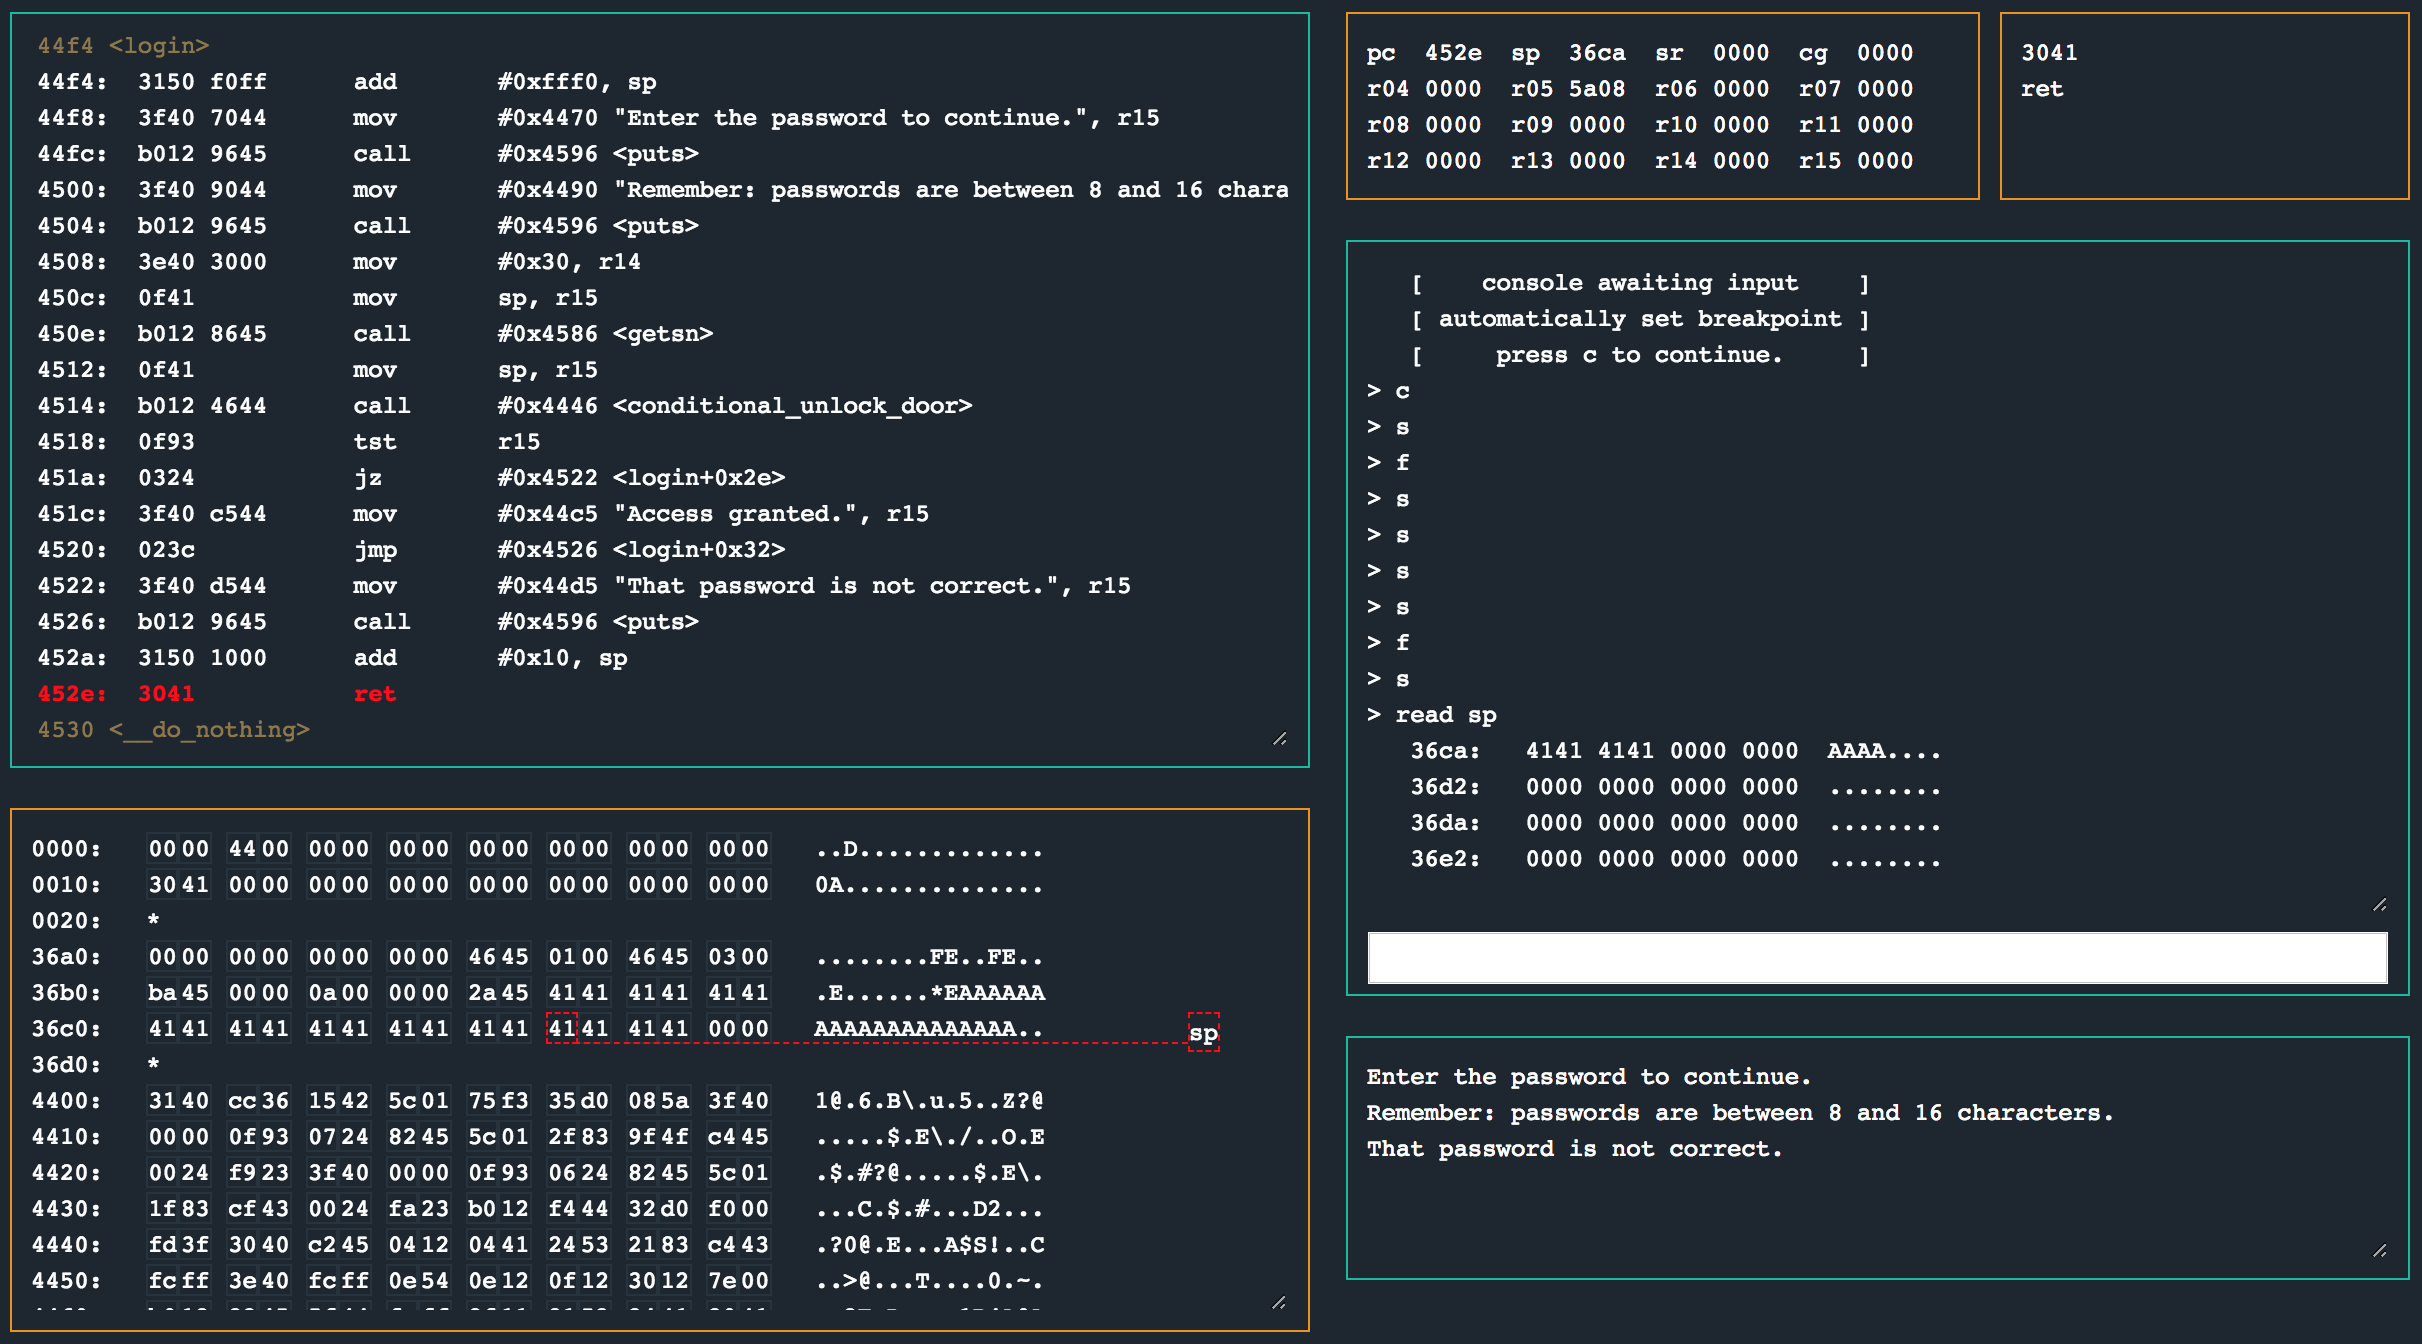 44f4 <login>
44f4:  3150 f0ff      add       #0xfff0, sp
44f8:  3f40 7044      mov       #0x4470 "Enter the password to continue.", r15
44fc:  b012 9645      call      #0x4596 <puts>
4500:  3f40 9044      mov       #0x4490 "Remember: passwords are between 8 and 16 chara
4504:  b012 9645      call      #0x4596 <puts>
4508:  3e40 3000      mov       #0x30, r14
450c:  0f41           mov       sp, r15
450e:  b012 8645      call      #0x4586 <getsn>
4512:  0f41           mov       sp, r15
4514:  b012 4644      call      #0x4446 <conditional_unlock_door>
4518:  0f93           tst       r15
451a:  0324           jz        #0x4522 <login+0x2e>
451c:  3f40 c544      mov       #0x44c5 "Access granted.", r15
4520:  023c           jmp       #0x4526 <login+0x32>
4522:  3f40 d544      mov       #0x44d5 "That password is not correct.", r15
4526:  b012 9645      call      #0x4596 <puts>
452a:  3150 1000      add       #0x10, sp
452e:  3041           ret
4530 <__do_nothing>
0000:   0000 4400 0000 0000 0000 0000 0000 0000   ..D.............
0010:   3041 0000 0000 0000 0000 0000 0000 0000   0A..............
0020:   *
36a0:   0000 0000 0000 0000 4645 0100 4645 0300   ........FE..FE..
36b0:   ba45 0000 0a00 0000 2a45 4141 4141 4141   .E......*EAAAAAA
36c0:   4141 4141 4141 4141 4141 4141 4141 0000   AAAAAAAAAAAAAA..   sp
36d0:   *
4400:   3140 cc36 1542 5c01 75f3 35d0 085a 3f40   1@.6.B\.u.5..Z?@
4410:   0000 0f93 0724 8245 5c01 2f83 9f4f c445   .....$.E\./..O.E
4420:   0024 f923 3f40 0000 0f93 0624 8245 5c01   .$.#?@.....$.E\.
4430:   1f83 cf43 0024 fa23 b012 f444 32d0 f000   ...C.$.#...D2...
4440:   fd3f 3040 c245 0412 0441 2453 2183 c443   .?0@.E...A$S!..C
4450:   fcff 3e40 fcff 0e54 0e12 0f12 3012 7e00   ..>@...T....0.~.
pc  452e  sp  36ca  sr  0000  cg  0000
r04 0000  r05 5a08  r06 0000  r07 0000
r08 0000  r09 0000  r10 0000  r11 0000
r12 0000  r13 0000  r14 0000  r15 0000
3041
ret
[    console awaiting input    ]
[ automatically set breakpoint ]
[     press c to continue.     ]
> c
> s
> f
> s
> s
> s
> s
> f
> s
> read sp
36ca:   4141 4141 0000 0000  AAAA....
36d2:   0000 0000 0000 0000  ........
36da:   0000 0000 0000 0000  ........
36e2:   0000 0000 0000 0000  ........
Enter the password to continue.
Remember: passwords are between 8 and 16 characters.
That password is not correct.